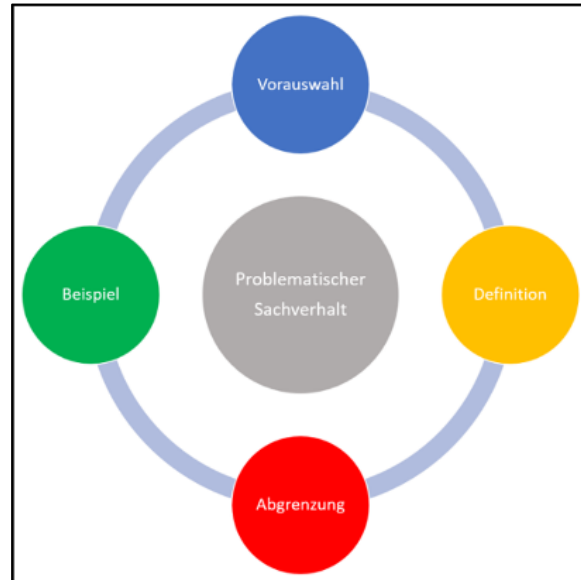 Vorauswahl
Beispiel
Problematischer
Sachverhalt
Definition
Abgrenzung